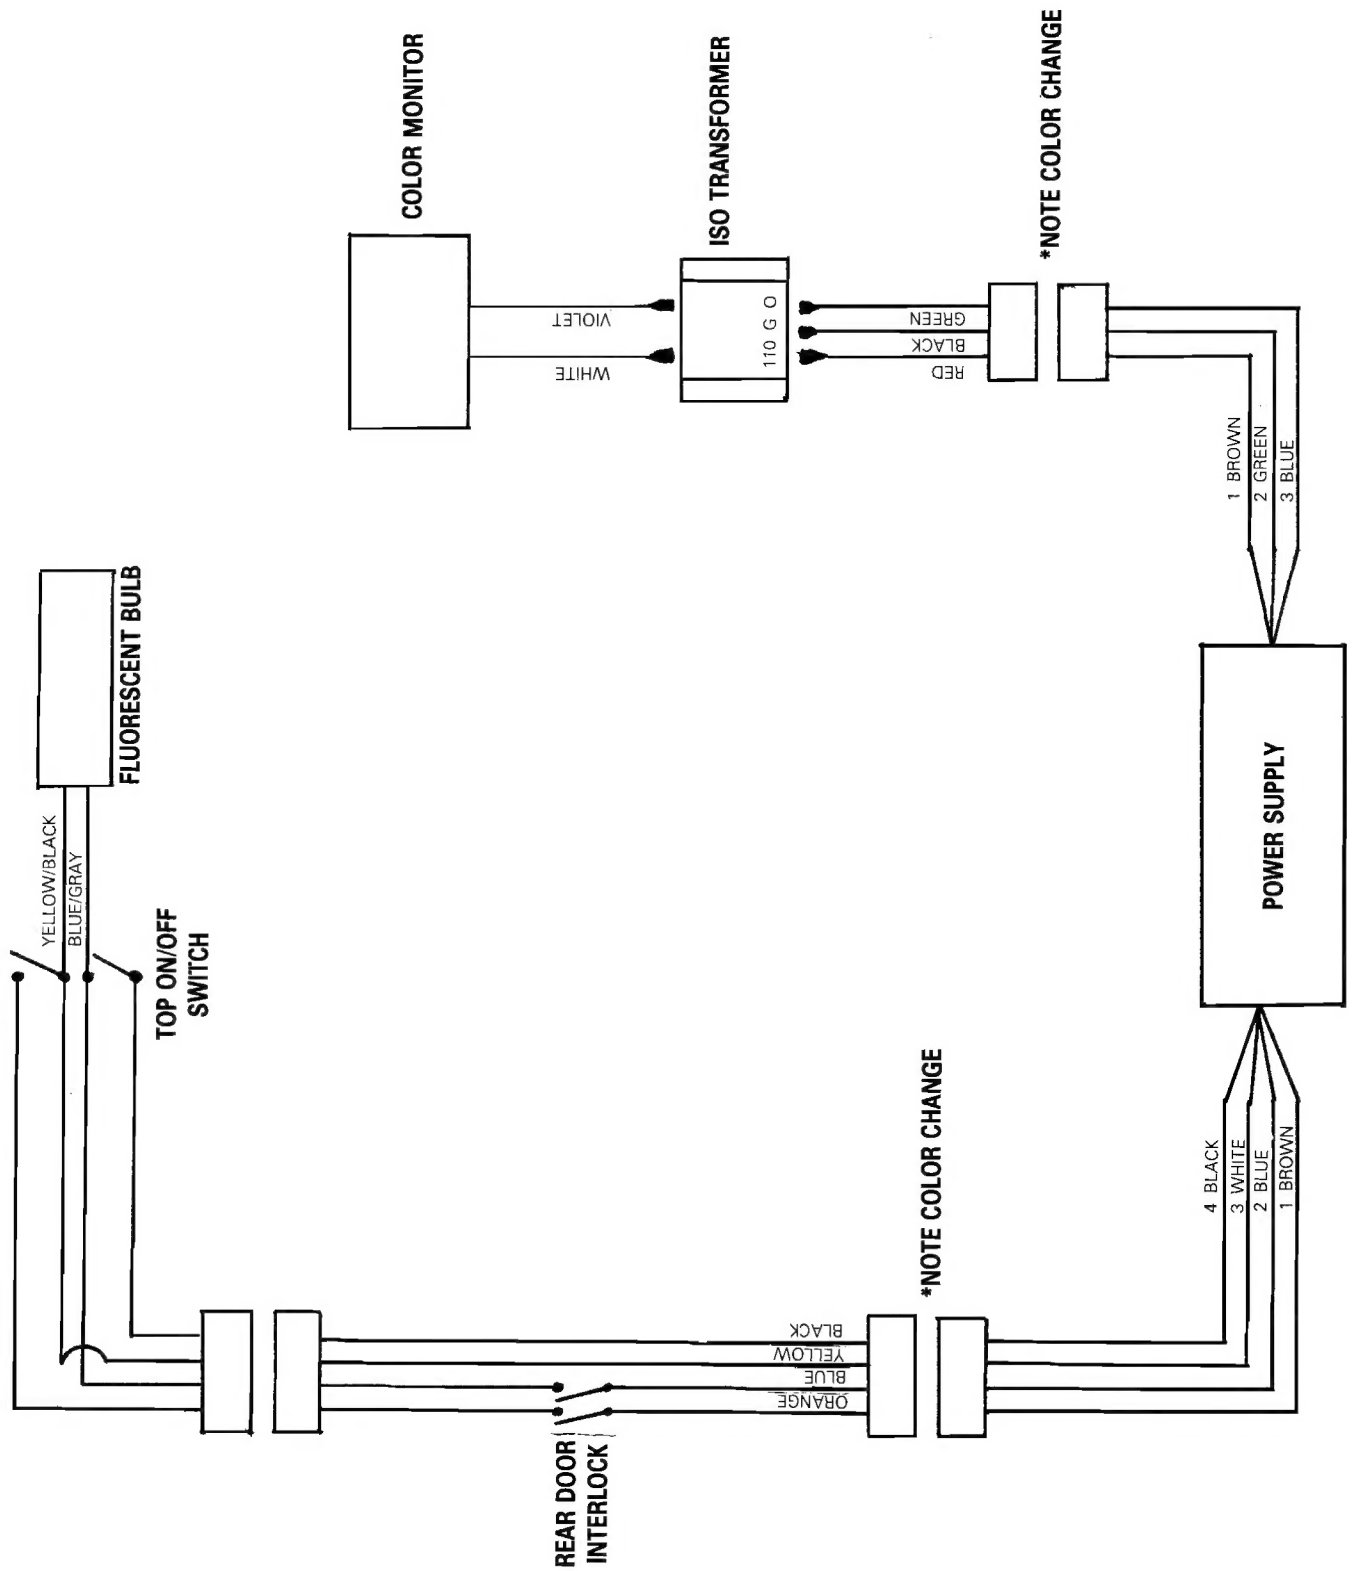 FLUORESCENT BULB
YELLOW/BLACK
BLUE/GRAY
TOP ON/OFF
SWITCH
COLOR MONITOR
VIOLET
WHITE
ISO TRANSFORMER
110 G O
GREEN
BLACK
RED
*NOTE COLOR CHANGE
1 BROWN
2 GREEN
3 BLUE
POWER SUPPLY
4 BLACK
3 WHITE
2 BLUE
1 BROWN
*NOTE COLOR CHANGE
BLACK
YELLOW
BLUE
ORANGE
REAR DOOR
INTERLOCK